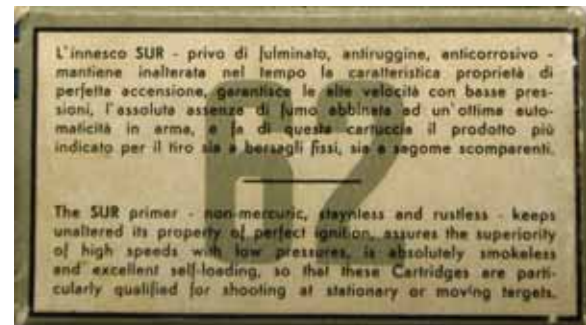 L'innesco SUR - privo di fulminato, antiruggine, anticorrosivo -
mantiene inalterata nel tempo la caratteristica proprietà di
perfetta accensione, garantisce le alte velocità con basse pres-
sioni, l'assoluta assenza di fumo abbinata ad un'ottima auto-
maticità in arma, e fa di questa cartuccia il prodotto più
indicato per il tiro sia a bersagli fissi, sia a sagome scomparenti.
The SUR primer - non-mercuric, staynless and rustless - keeps
unaltered its property of perfect ignition, assures the superiority
of high speeds with low pressures, is absolutely smokeless
and excellent self-loading, so that these Cartridges are parti-
cularly qualified for shooting at stationary or moving targets.